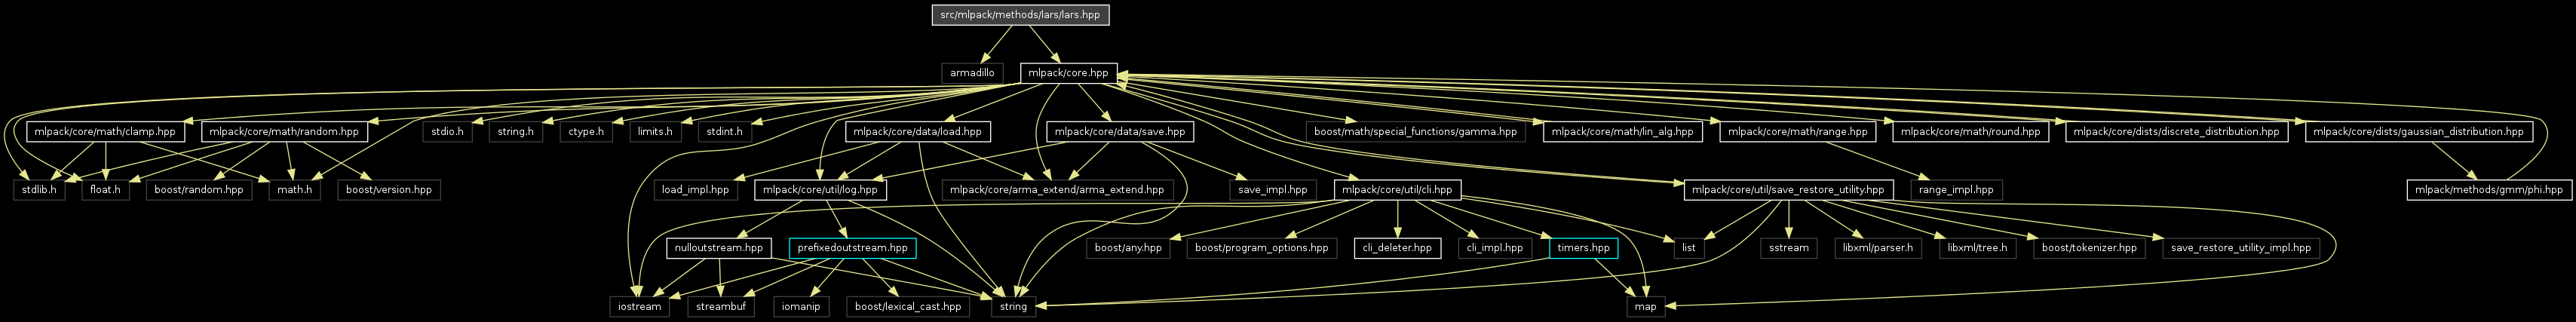 src/mlpack/methods/lars/lars.hpp
armadillo
mlpack/core.hpp
mlpack/core/math/clamp.hpp
mlpack/core/math/random.hpp
stdio.h
string.h
ctype.h
limits.h
stdint.h
mlpack/core/data/load.hpp
mlpack/core/data/save.hpp
boost/math/special_functions/gamma.hpp
mlpack/core/math/lin_alg.hpp
mlpack/core/math/range.hpp
mlpack/core/math/round.hpp
mlpack/core/dists/discrete_distribution.hpp
mlpack/core/dists/gaussian_distribution.hpp
stdlib.h
float.h
boost/random.hpp
math.h
boost/version.hpp
load_impl.hpp
mlpack/core/util/log.hpp
mlpack/core/arma_extend/arma_extend.hpp
save_impl.hpp
mlpack/core/util/cli.hpp
mlpack/core/util/save_restore_utility.hpp
range_impl.hpp
mlpack/methods/gmm/phi.hpp
nulloutstream.hpp
prefixedoutstream.hpp
boost/any.hpp
boost/program_options.hpp
cli_deleter.hpp
cli_impl.hpp
timers.hpp
list
sstream
libxml/parser.h
libxml/tree.h
boost/tokenizer.hpp
save_restore_utility_impl.hpp
iostream
streambuf
iomanip
boost/lexical_cast.hpp
string
map